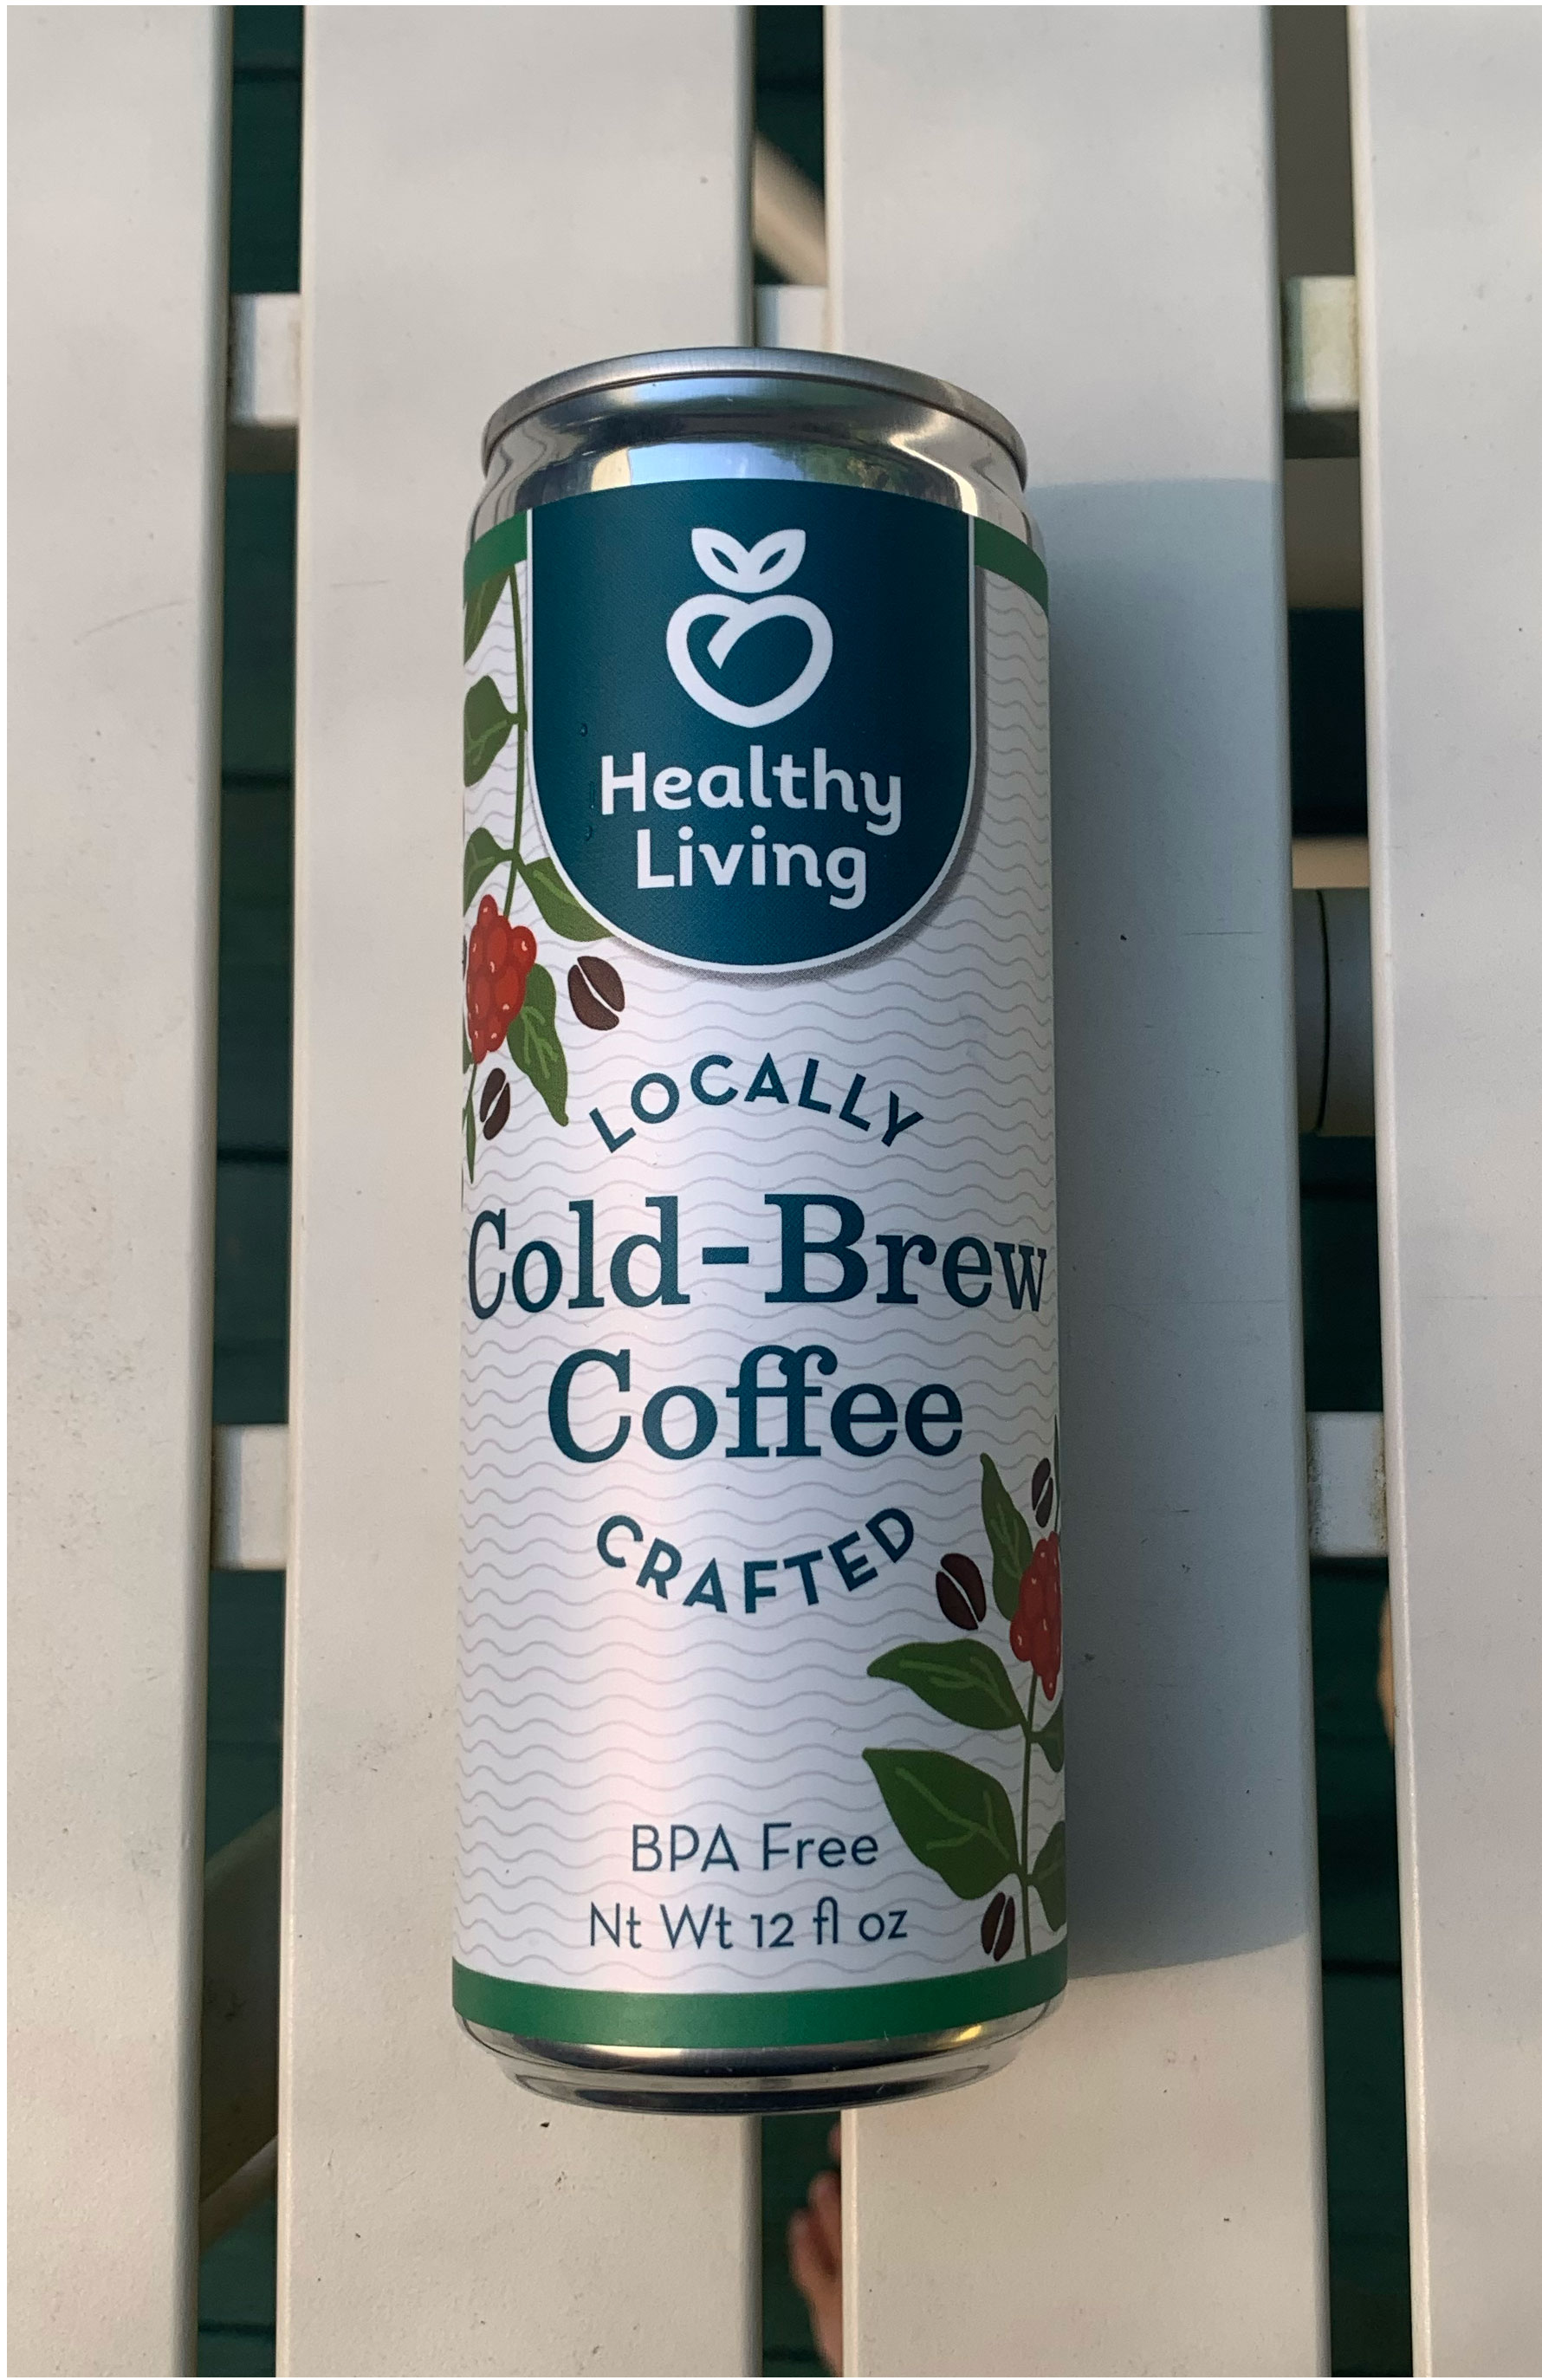 Healthy
Living
LOCALLY
Cold-Brew
Coffee
CRAFTED
BPA Free
Nt Wt 12 fl oz